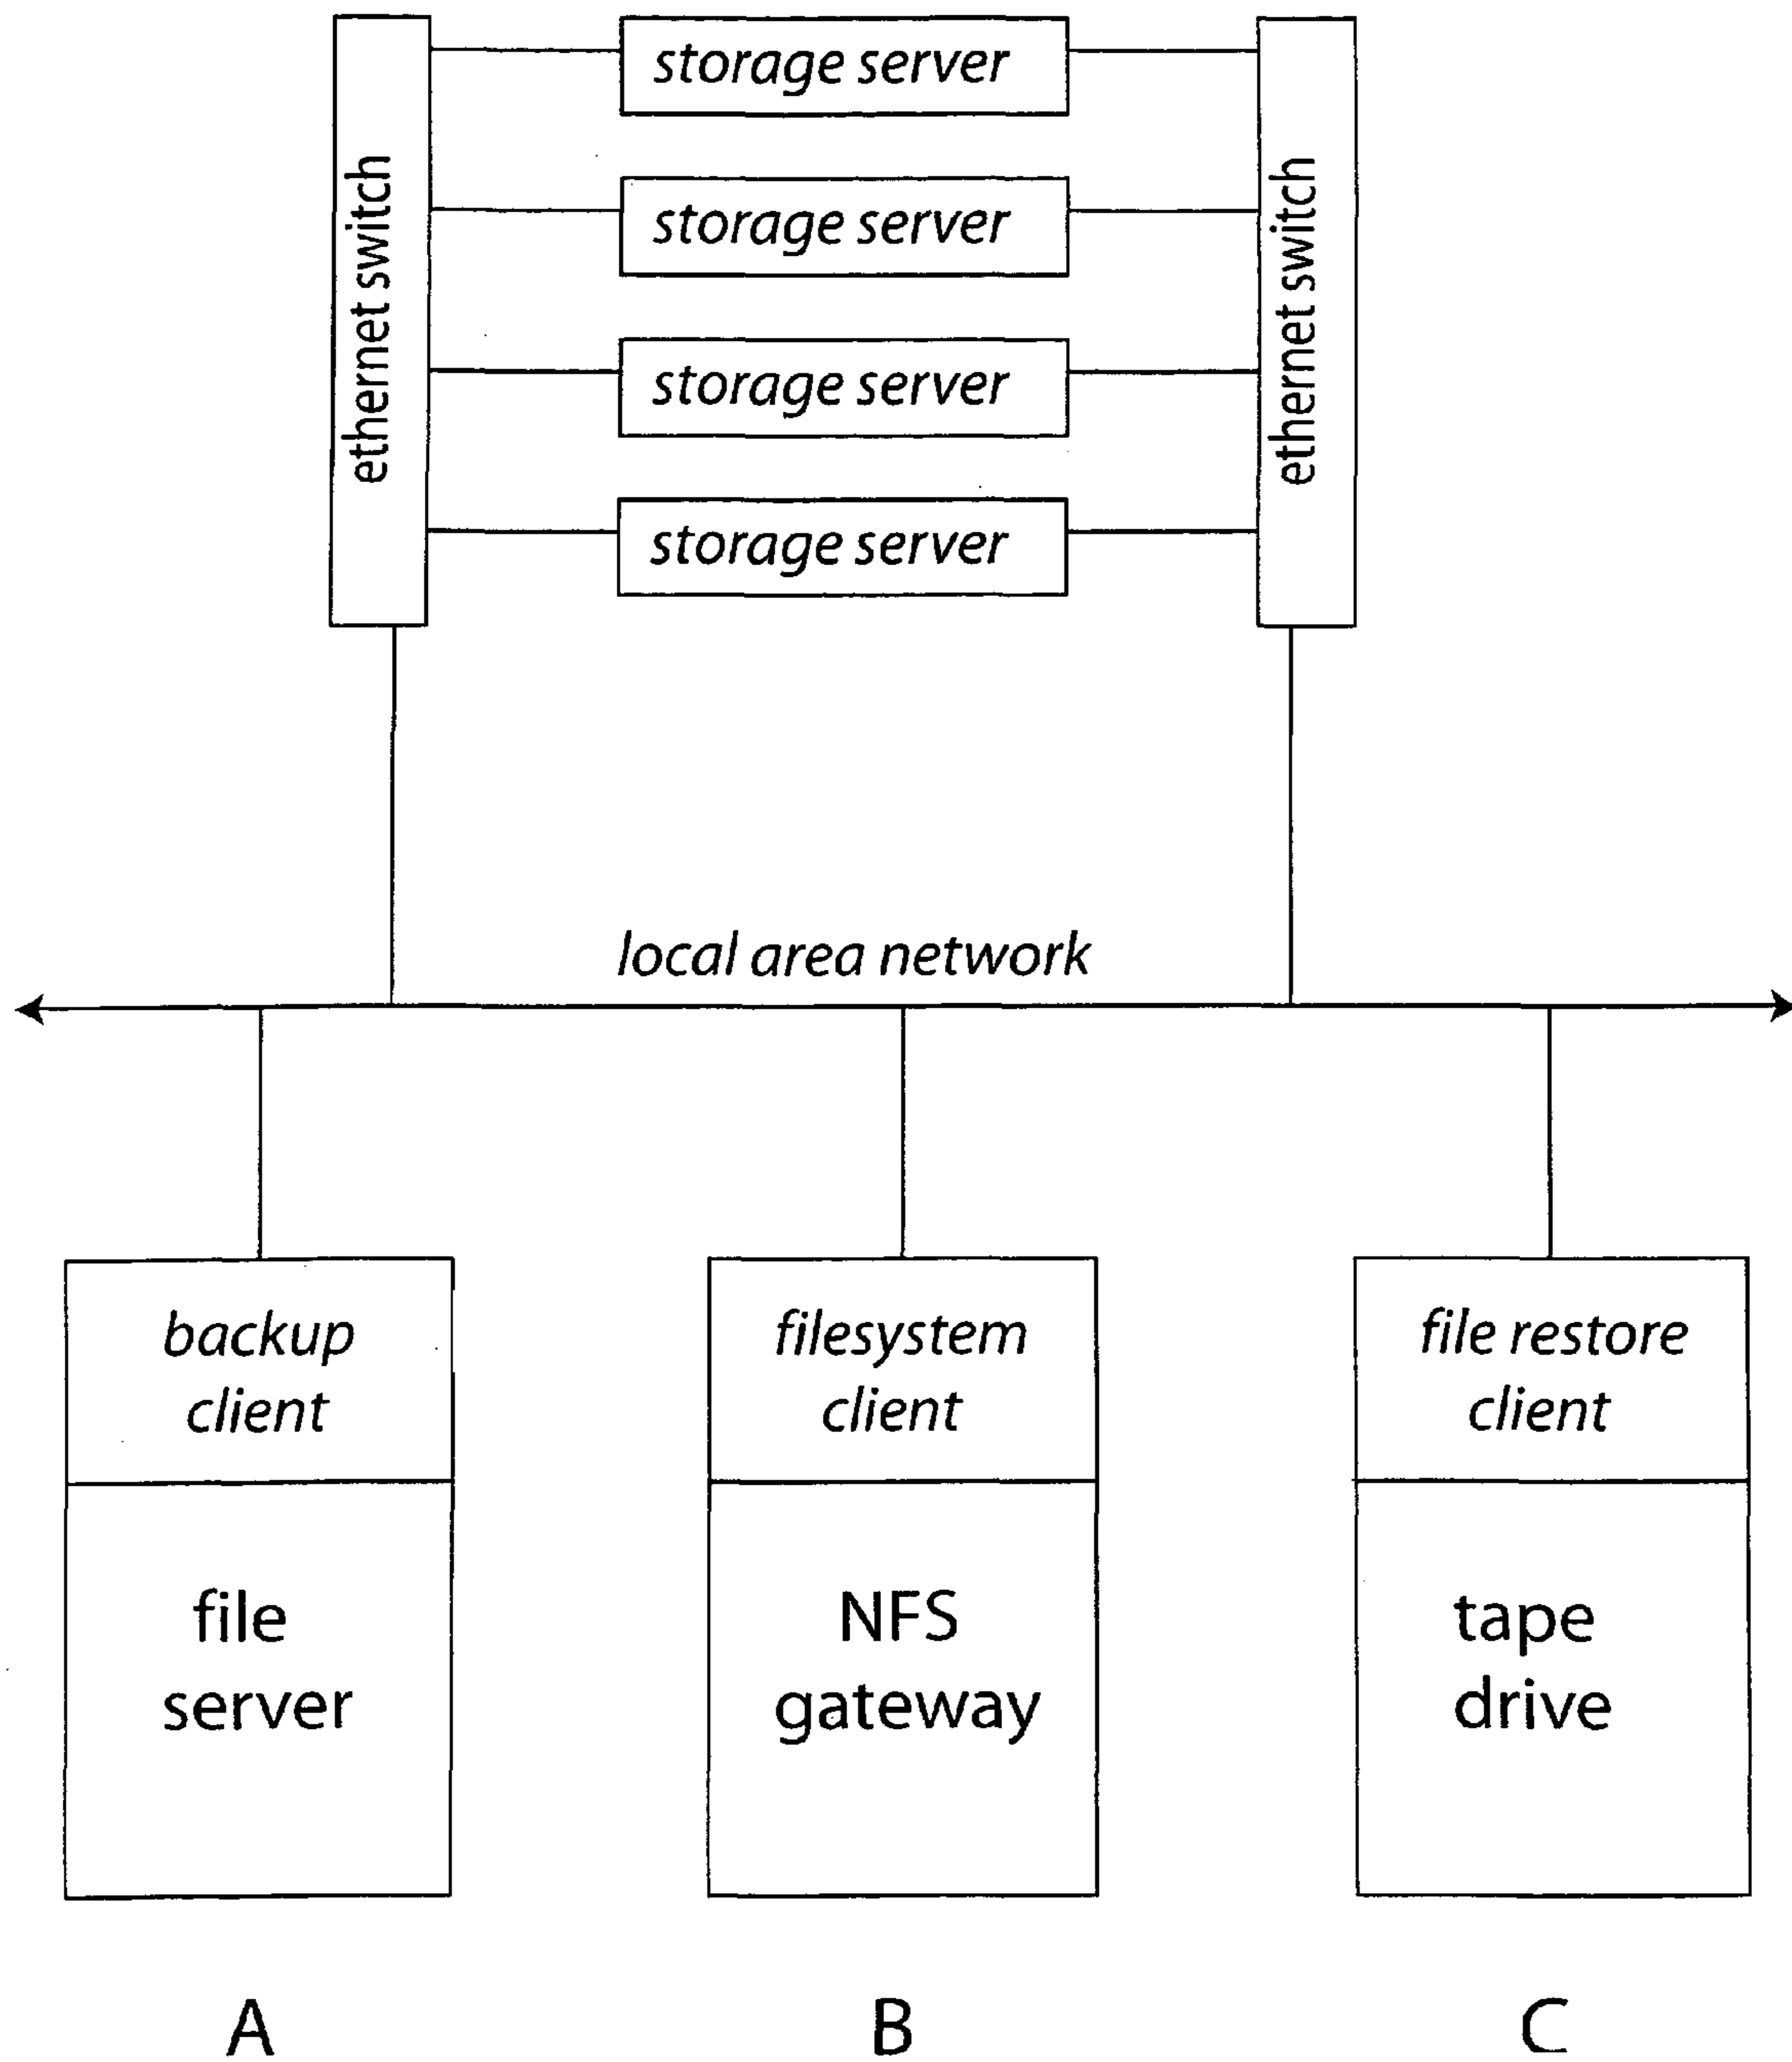 storage server
storage server
storage server
storage server
ethernet switch
ethernet switch
local area network
backup
client
file
server
filesystem
client
NFS
gateway
file restore
client
tape
drive
A
B
C